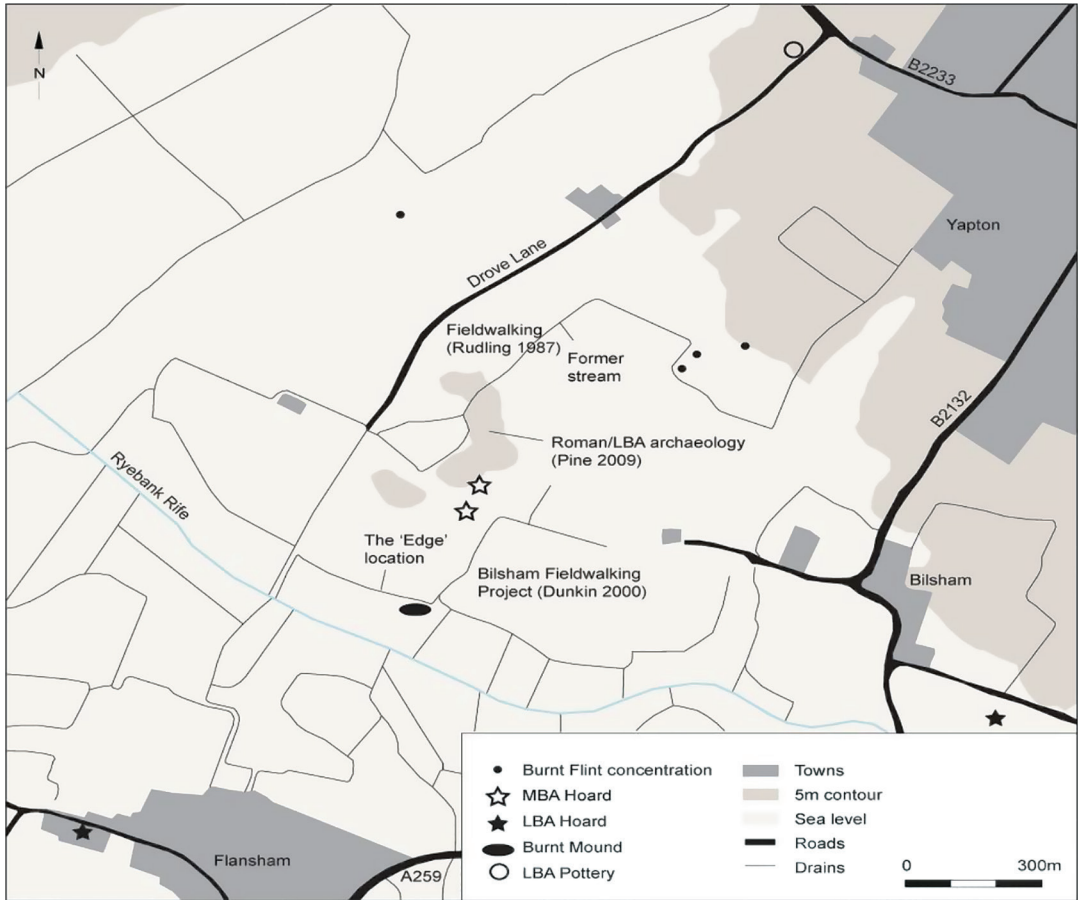 N
B2233
Yapton
Drove Lane
Fieldwalking
(Rudling 1987)
Former
stream
B2132
Roman/LBA archaeology
(Pine 2009)
Ryebank Rife
The 'Edge'
location
Bilsham Fieldwalking
Project (Dunkin 2000)
Bilsham
Flansham
A259
Burnt Flint concentration
MBA Hoard
LBA Hoard
Burnt Mound
LBA Pottery
Towns
5m contour
Sea level
Roads
Drains
0 300m